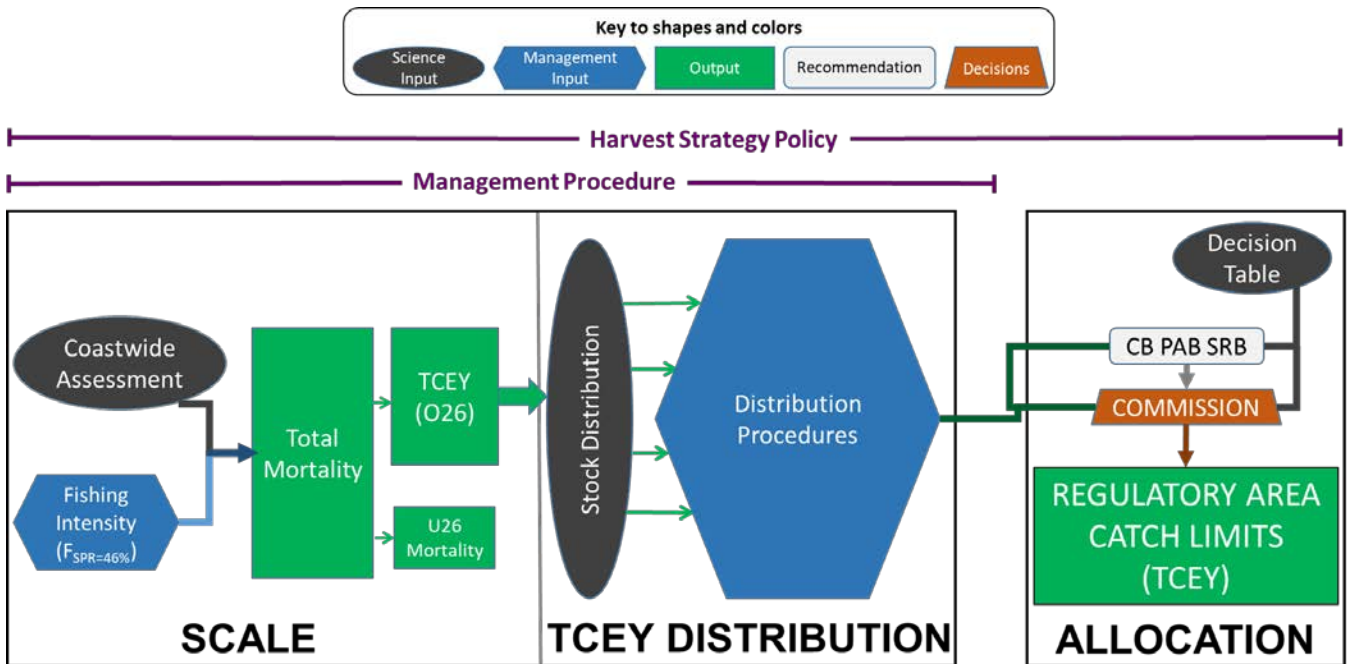 Key to shapes and colors
Science
Input
Management
Input
Output
Recommendation
Decisions
Harvest Strategy Policy
Management Procedure
Coastwide
Assessment
Fishing
Intensity
(F_SPR=46%)
Total
Mortality
TCEY
(O26)
U26
Mortality
SCALE
Stock Distribution
Distribution
Procedures
TCEY DISTRIBUTION
Decision
Table
CB PAB SRB
COMMISSION
REGULATORY AREA
CATCH LIMITS
(TCEY)
ALLOCATION